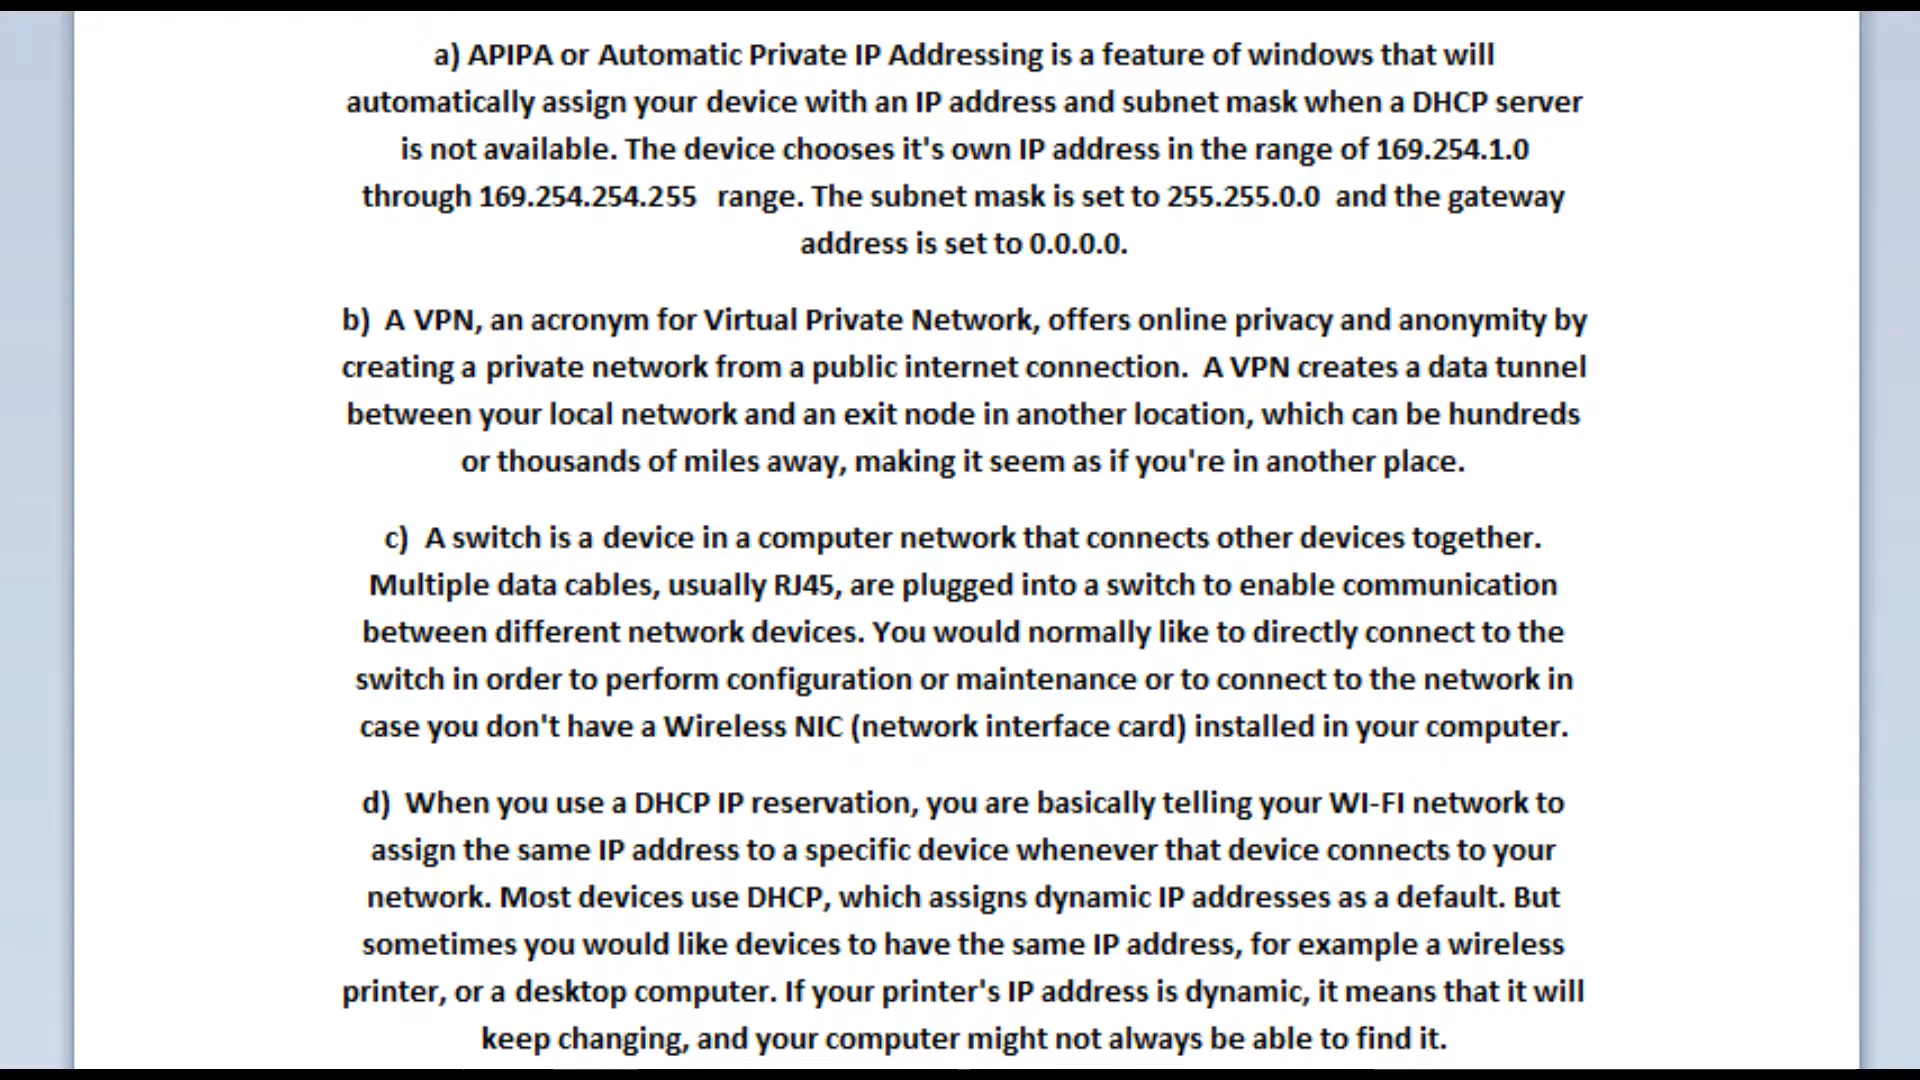 a) APIPA or Automatic Private IP Addressing is a feature of windows that will
automatically assign your device with an IP address and subnet mask when a DHCP server
is not available. The device chooses it's own IP address in the range of 169.254.1.0
through 169.254.254.255 range. The subnet mask is set to 255.255.0.0 and the gateway
address is set to 0.0.0.0.
b) A VPN, an acronym for Virtual Private Network, offers online privacy and anonymity by
creating a private network from a public internet connection. A VPN creates a data tunnel
between your local network and an exit node in another location, which can be hundreds
or thousands of miles away, making it seem as if you're in another place.
c) A switch is a device in a computer network that connects other devices together.
Multiple data cables, usually RJ45, are plugged into a switch to enable communication
between different network devices. You would normally like to directly connect to the
switch in order to perform configuration or maintenance or to connect to the network in
case you don't have a Wireless NIC (network interface card) installed in your computer.
d) When you use a DHCP IP reservation, you are basically telling your WI-FI network to
assign the same IP address to a specific device whenever that device connects to your
network. Most devices use DHCP, which assigns dynamic IP addresses as a default. But
sometimes you would like devices to have the same IP address, for example a wireless
printer, or a desktop computer. If your printer's IP address is dynamic, it means that it will
keep changing, and your computer might not always be able to find it.